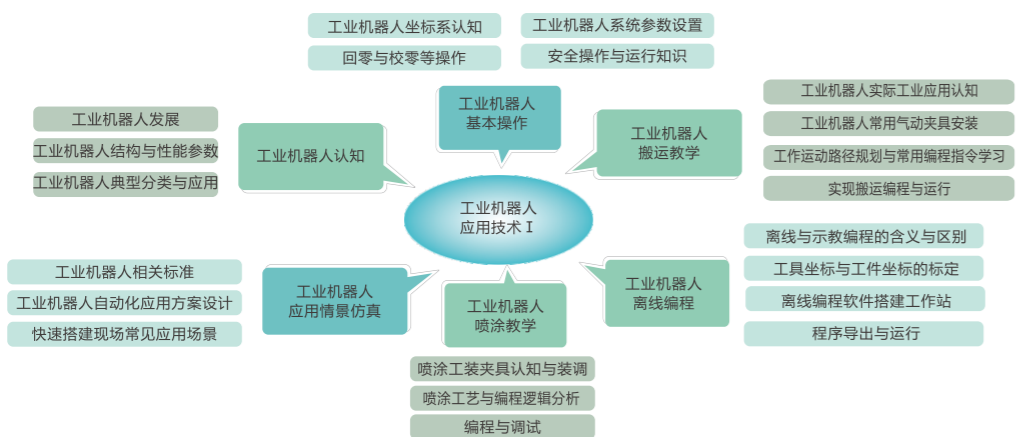 工业机器人坐标系认知
工业机器人系统参数设置
回零与校零等操作
安全操作与运行知识
工业机器人
基本操作
工业机器人发展
工业机器人结构与性能参数
工业机器人典型分类与应用
工业机器人认知
工业机器人
搬运教学
工业机器人实际工业应用认知
工业机器人常用气动夹具安装
工作运动路径规划与常用编程指令学习
实现搬运编程与运行
工业机器人
应用技术 I
工业机器人相关标准
工业机器人自动化应用方案设计
快速搭建现场常见应用场景
工业机器人
应用情景仿真
工业机器人
喷涂教学
工业机器人
离线编程
离线与示教编程的含义与区别
工具坐标与工件坐标的标定
离线编程软件搭建工作站
程序导出与运行
喷涂工装夹具认知与装调
喷涂工艺与编程逻辑分析
编程与调试